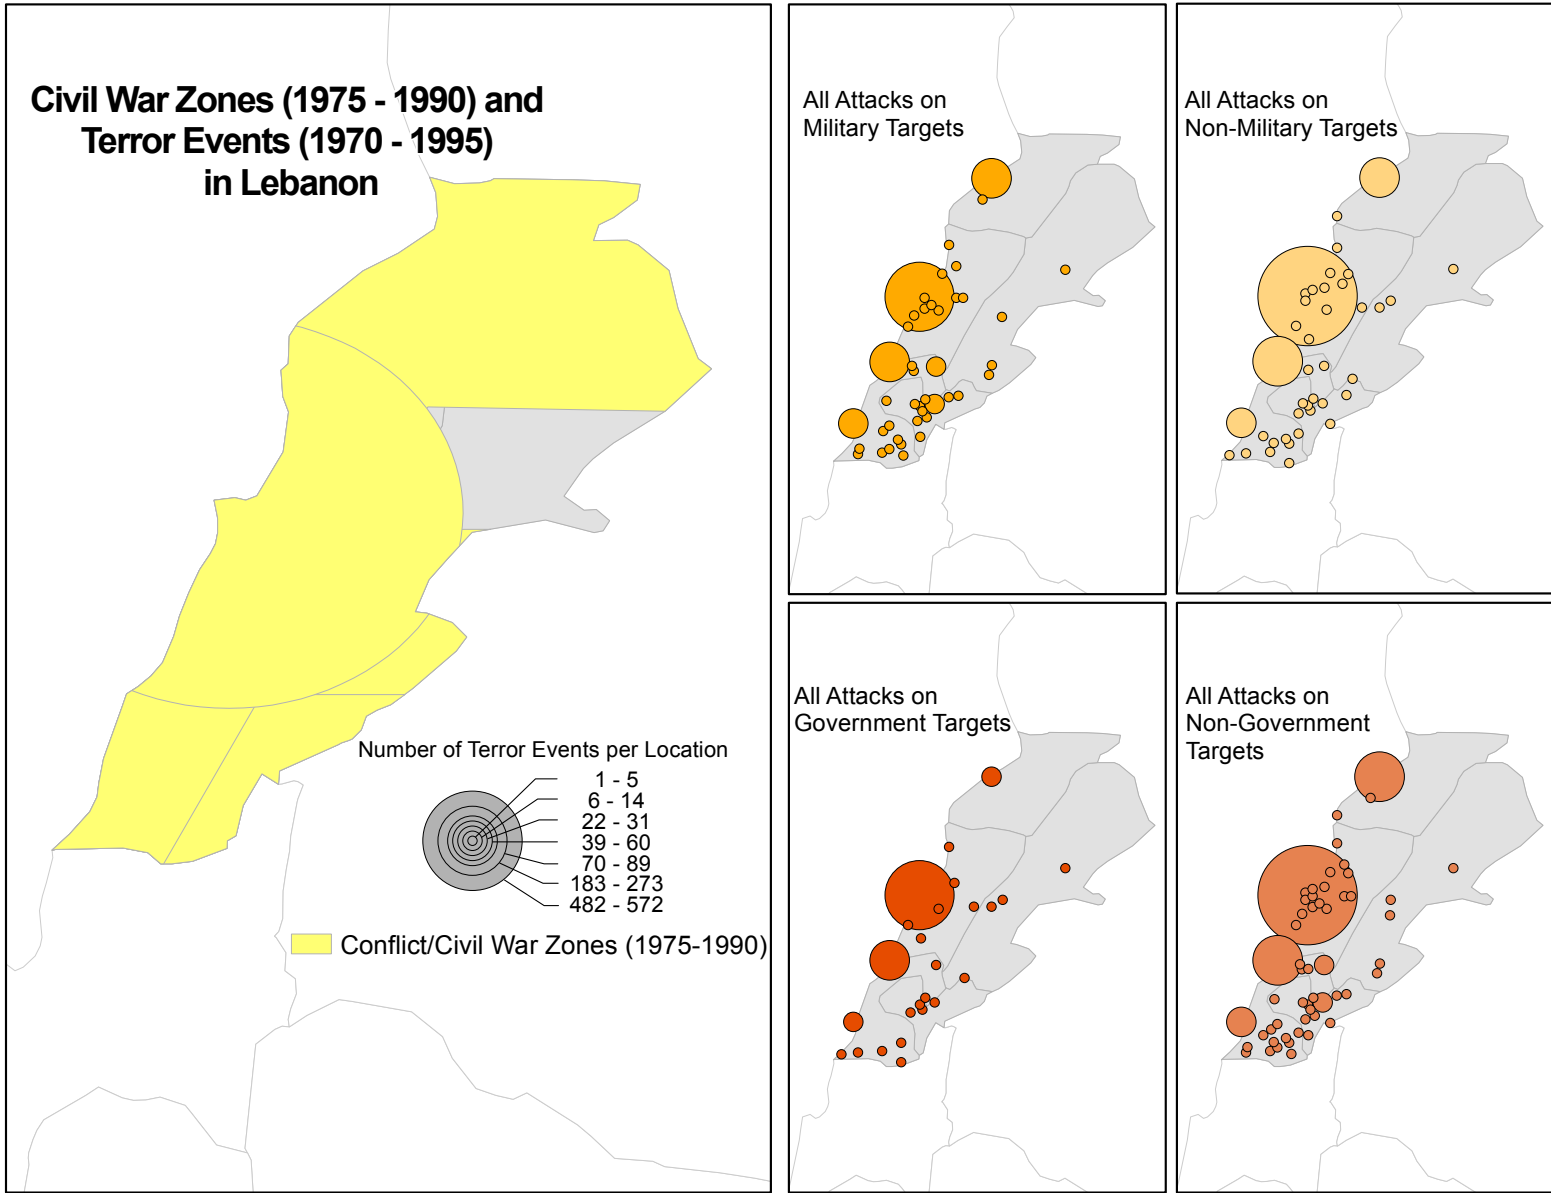 Civil War Zones (1975 - 1990) and
Terror Events (1970 - 1995)
in Lebanon
Number of Terror Events per Location
1 - 5
6 - 14
22 - 31
39 - 60
70 - 89
183 - 273
482 - 572
Conflict/Civil War Zones (1975-1990)
All Attacks on
Military Targets
All Attacks on
Non-Military Targets
All Attacks on
Government Targets
All Attacks on
Non-Government
Targets